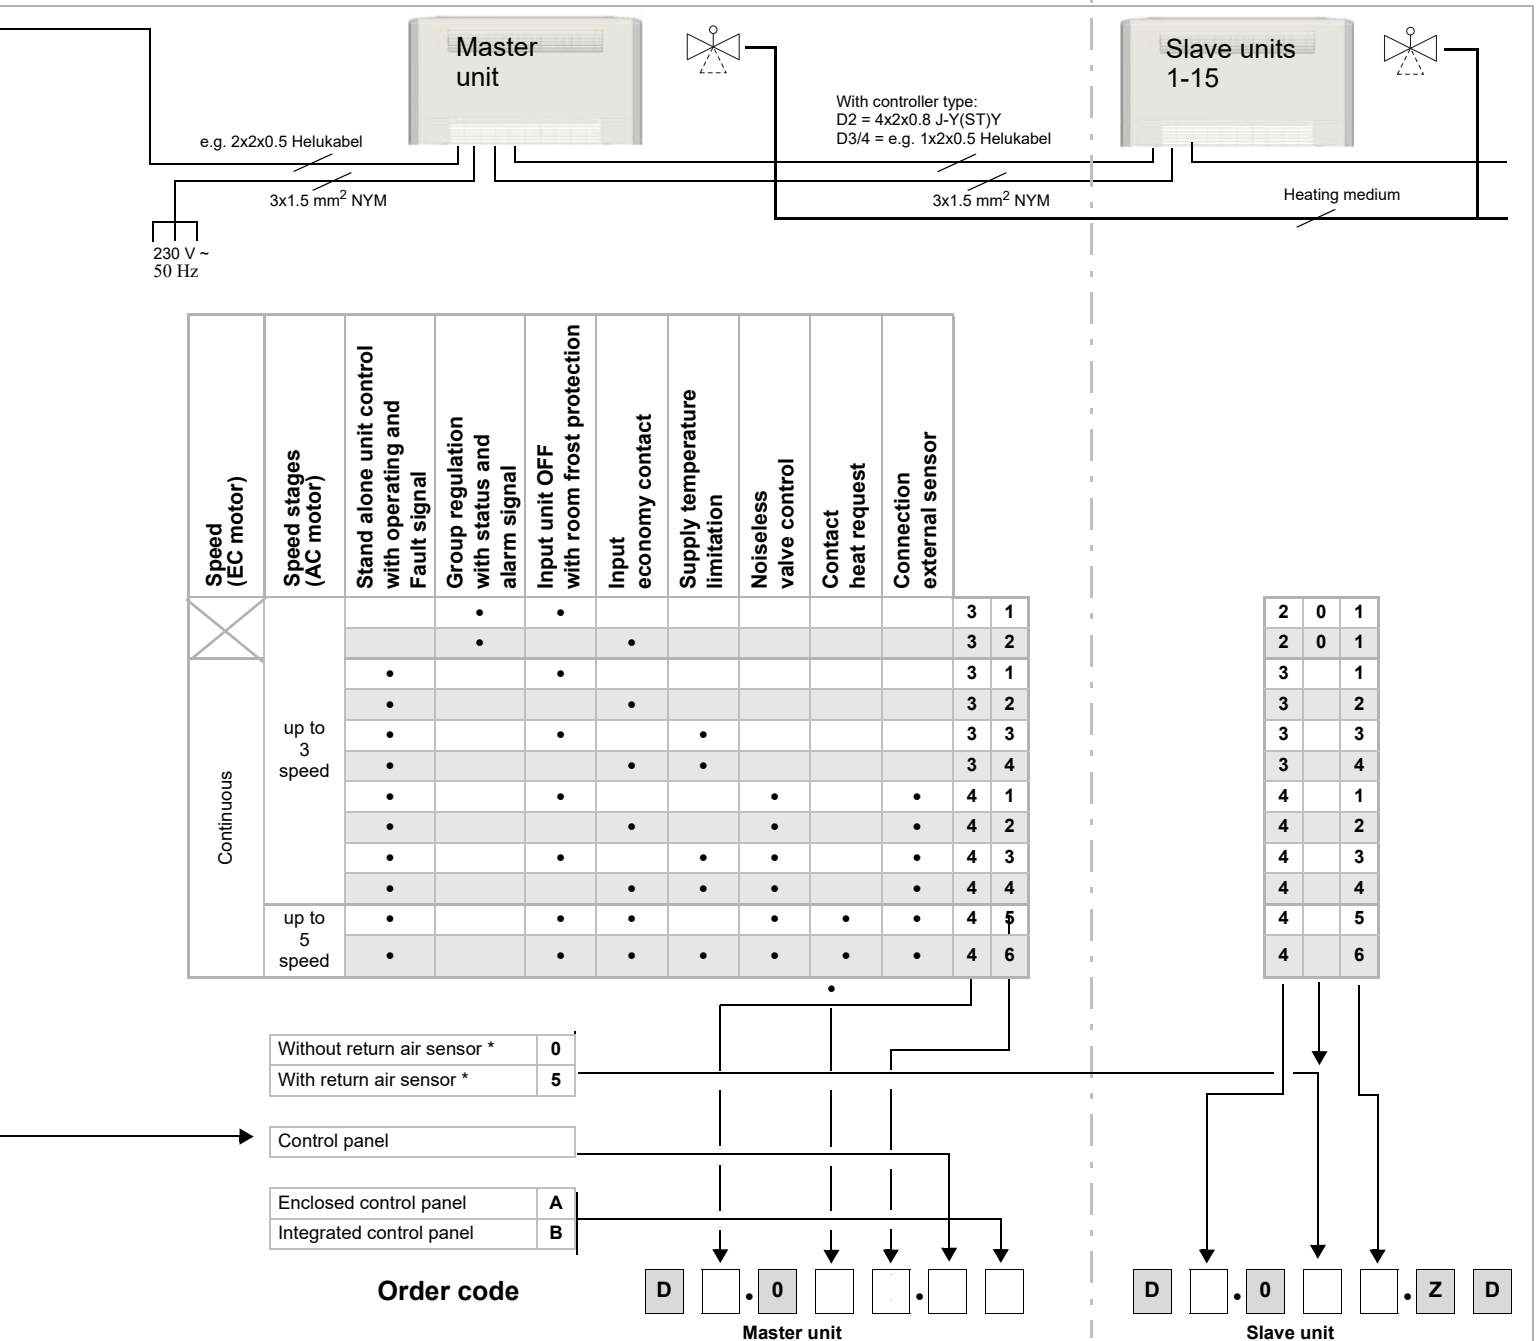 Master
unit
Slave units
1-15
With controller type:
D2 = 4x2x0.8 J-Y(ST)Y
D3/4 = e.g. 1x2x0.5 Helukabel
e.g. 2x2x0.5 Helukabel
3x1.5 mm2 NYM
3x1.5 mm2 NYM
Heating medium
230 V ~
50 Hz
Speed
(EC motor)
Speed stages
(AC motor)
Stand alone unit control
with operating and
Fault signal
Group regulation
with status and
alarm signal
Input unit OFF
with room frost protection
Input
economy contact
Supply temperature
limitation
Noiseless
valve control
Contact
heat request
Connection
external sensor
• • 3 1 2 0 1
• • 3 2 2 0 1
• • 3 1 3 1
• • 3 2 3 2
up to
3
speed
• • • 3 3 3 3
• • • 3 4 3 4
Continuous
• • • • 4 1 4 1
• • • • 4 2 4 2
• • • • • 4 3 4 3
• • • • • 4 4 4 4
up to
5
speed
• • • • • • 4 5 4 5
• • • • • • • 4 6 4 6
•
Without return air sensor * 0
With return air sensor * 5
Control panel
Enclosed control panel A
Integrated control panel B
Order code D . 0 . D . 0 . Z D
Master unit Slave unit